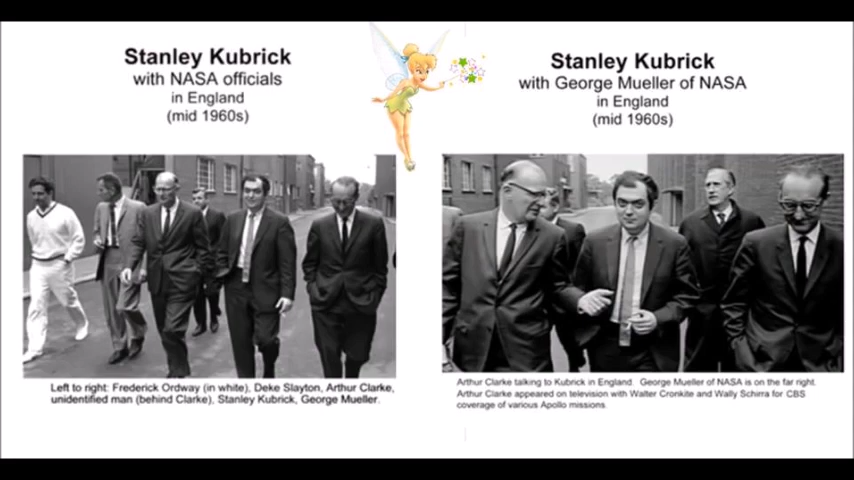 Stanley Kubrick
with NASA officials
in England
(mid 1960s)
Left to right: Frederick Ordway (in white), Deke Slayton, Arthur Clarke,
unidentified man (behind Clarke), Stanley Kubrick, George Mueller.
Stanley Kubrick
with George Mueller of NASA
in England
(mid 1960s)
Arthur Clarke talking to Kubrick in England. George Mueller of NASA is on the far right.
Arthur Clarke appeared on television with Walter Cronkite and Wally Schirra for CBS
coverage of various Apollo missions.